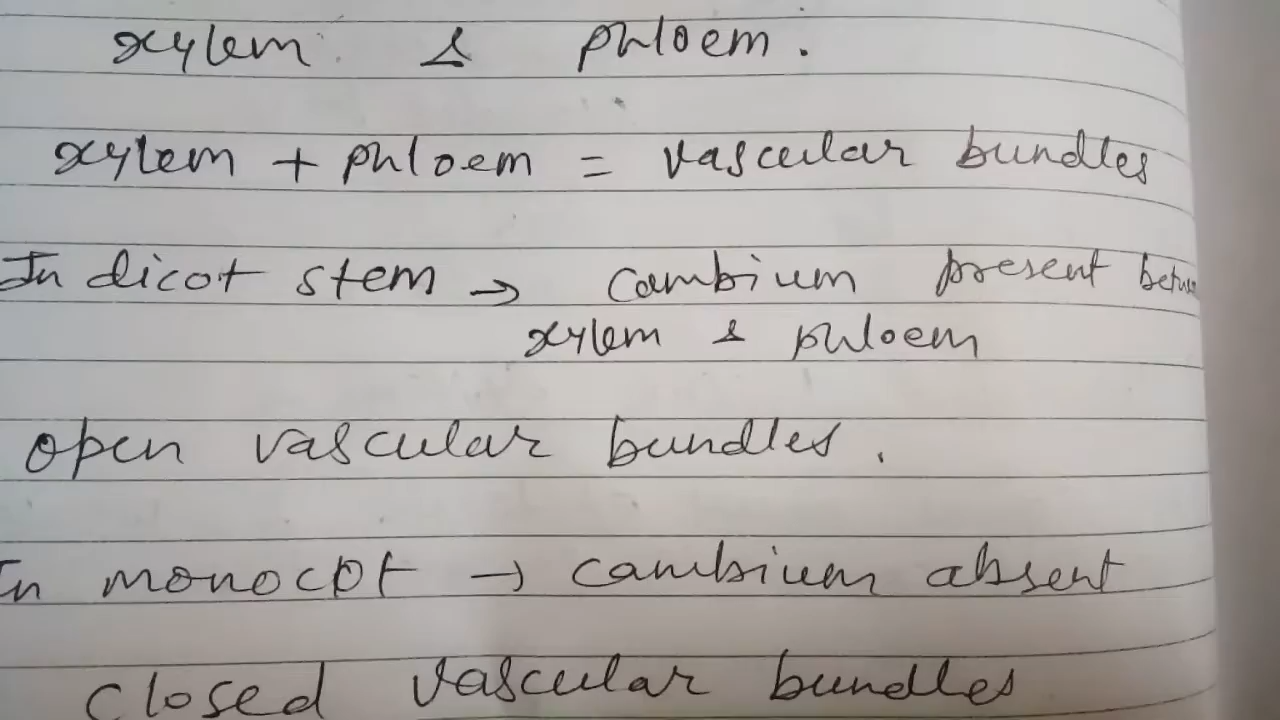 xylem & phloem.
xylem + phloem = vascular bundles
In dicot stem → cambium present
xylem & phloem
open vascular bundles.
In monocot → cambium absent
closed vascular bundles